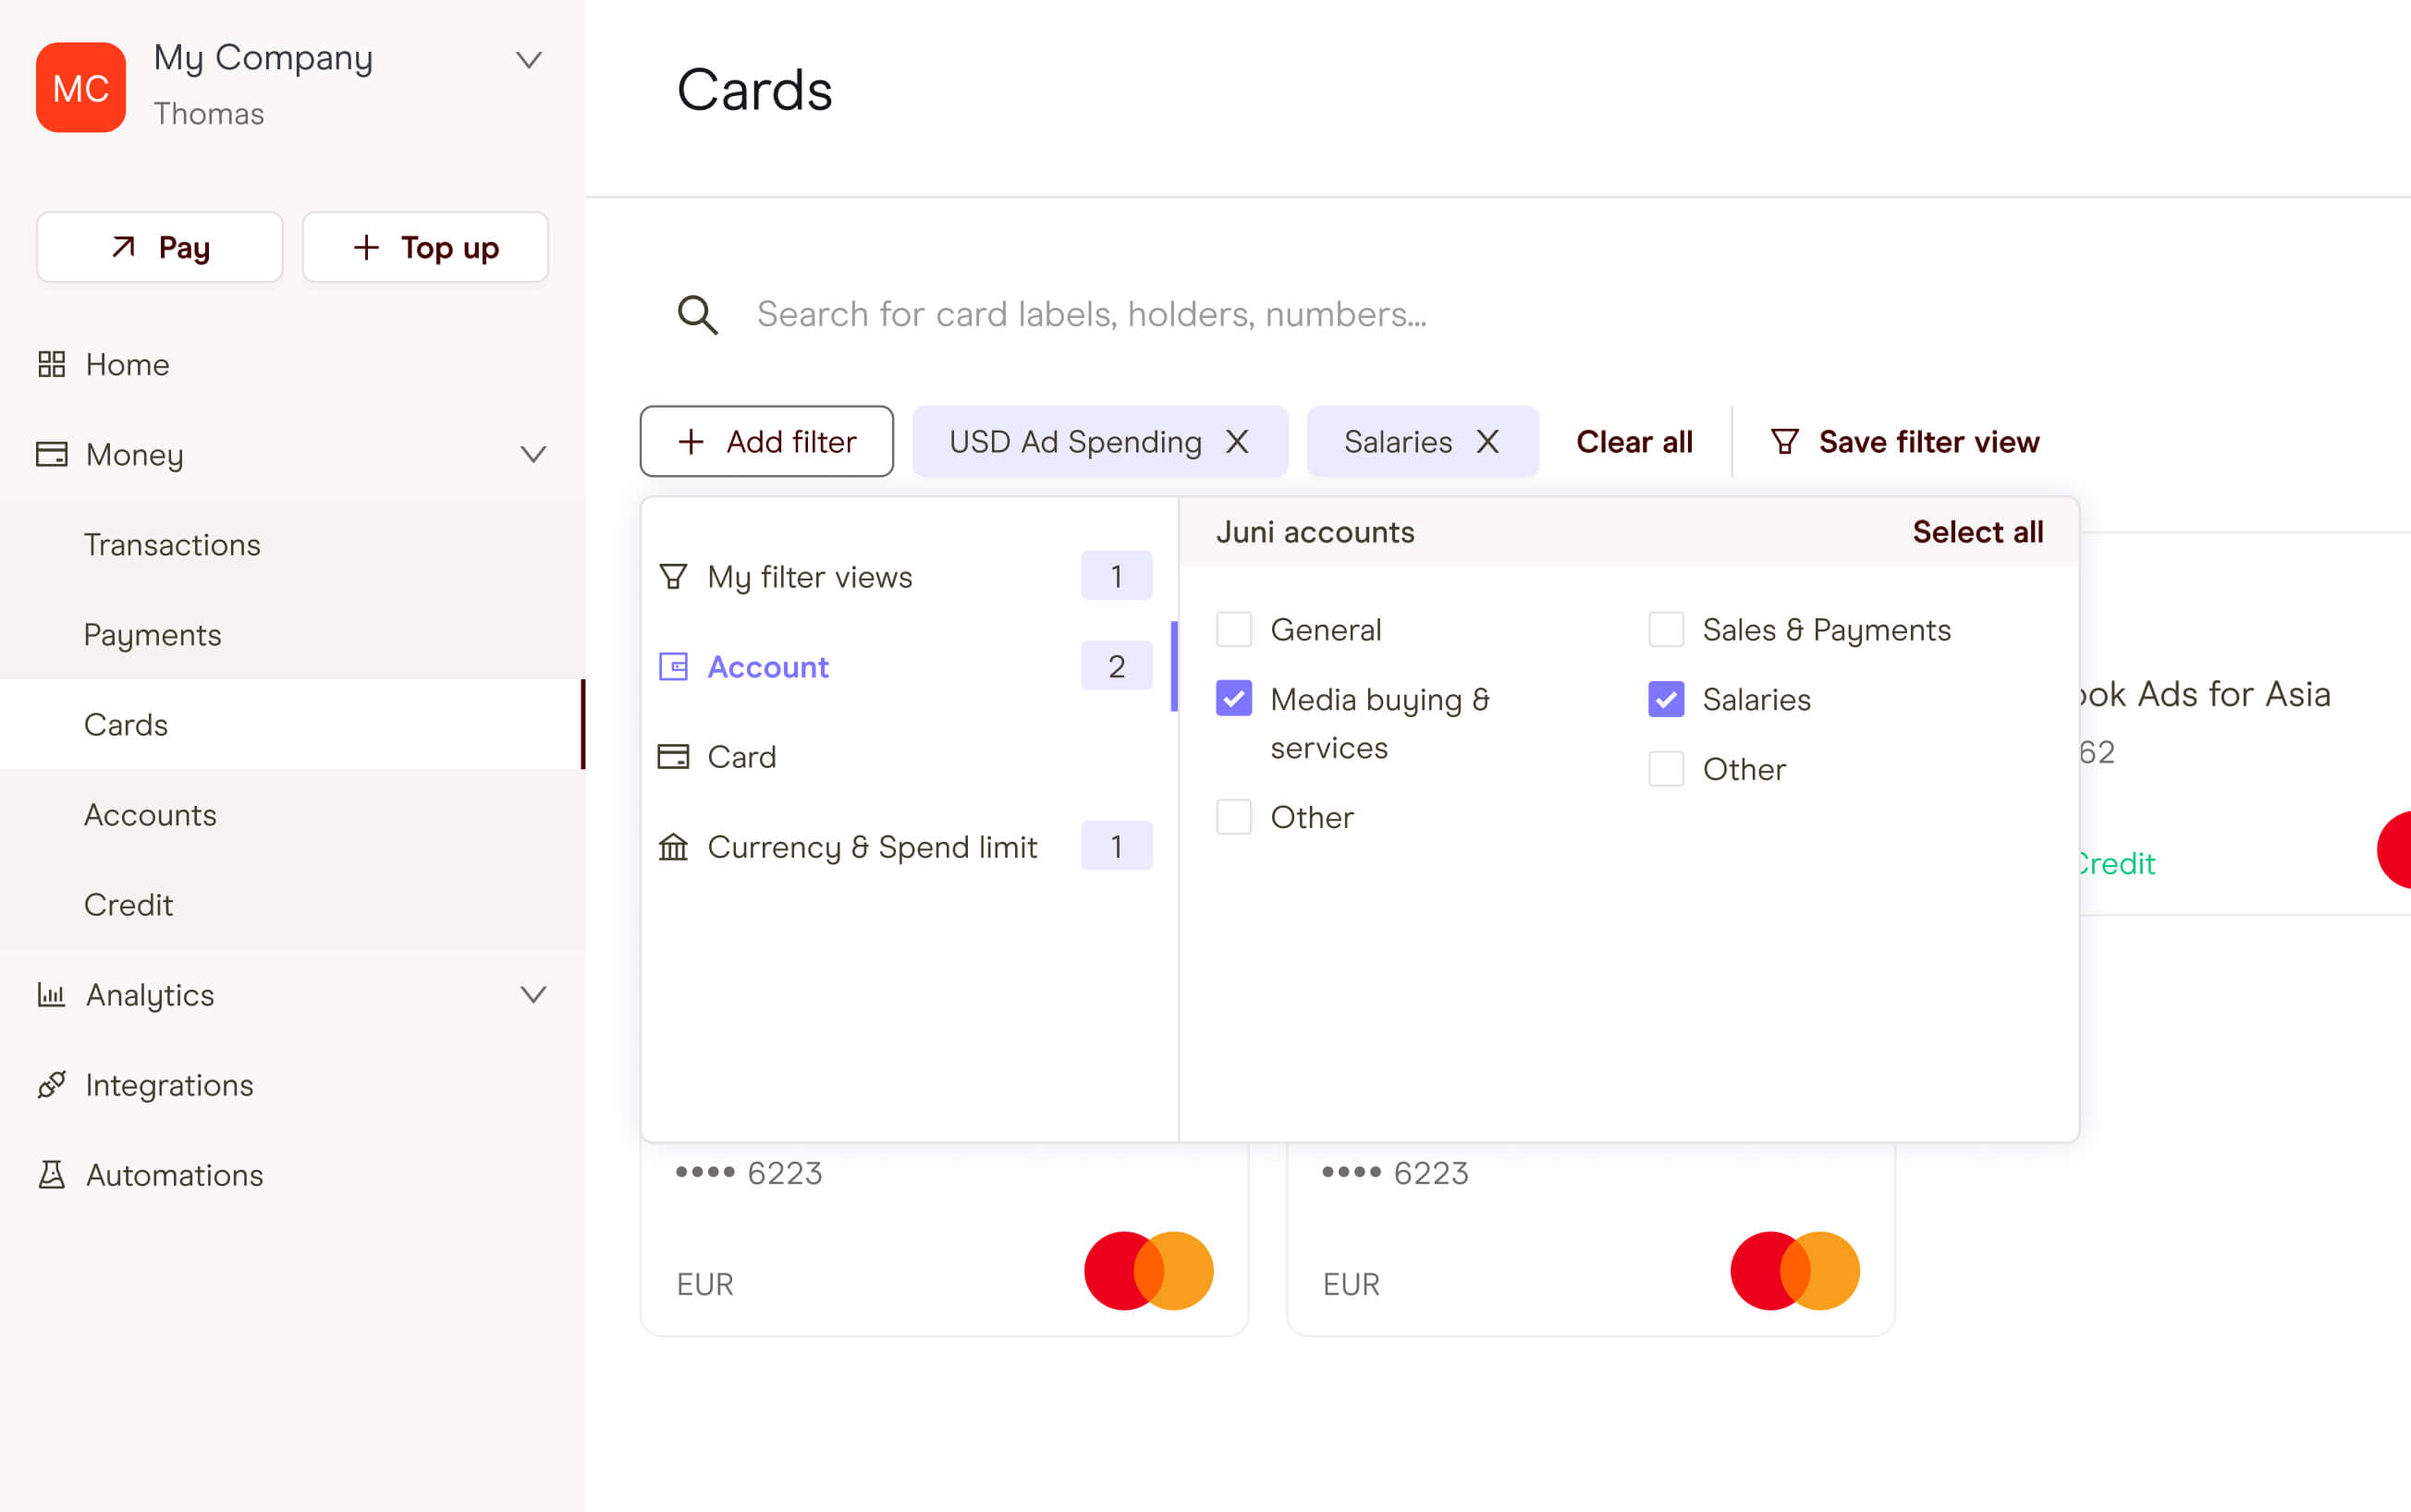 MC
My Company
Thomas
Pay
Top up
Home
Money
Transactions
Payments
Cards
Accounts
Credit
Analytics
Integrations
Automations
Cards
Search for card labels, holders, numbers...
Add filter
USD Ad Spending X
Salaries X
Clear all
Save filter view
My filter views 1
Account 2
Card
Currency & Spend limit 1
Juni accounts
Select all
General
Media buying &
services
Other
Sales & Payments
Salaries
Other
Ads for Asia
62
Credit
•••• 6223
EUR
•••• 6223
EUR